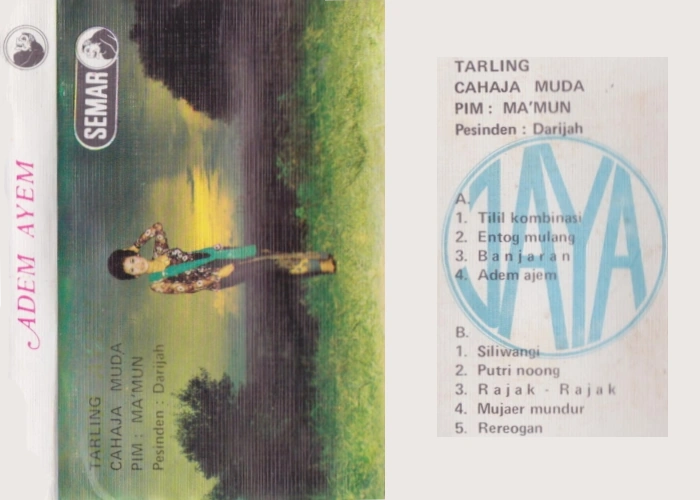 ADEM AYEM
SEMAR
TARLING
CAHAJA MUDA
PIM : MA'MUN
Pesinden : Darijah
TARLING
CAHAJA MUDA
PIM : MA'MUN
Pesinden : Darijah
JAYA
A.
1. Tilil kombinasi
2. Entog mulang
3. Banjaran
4. Adem ajem
B.
1. Siliwangi
2. Putri noong
3. Rajak - Rajak
4. Mujaer mundur
5. Rereogan